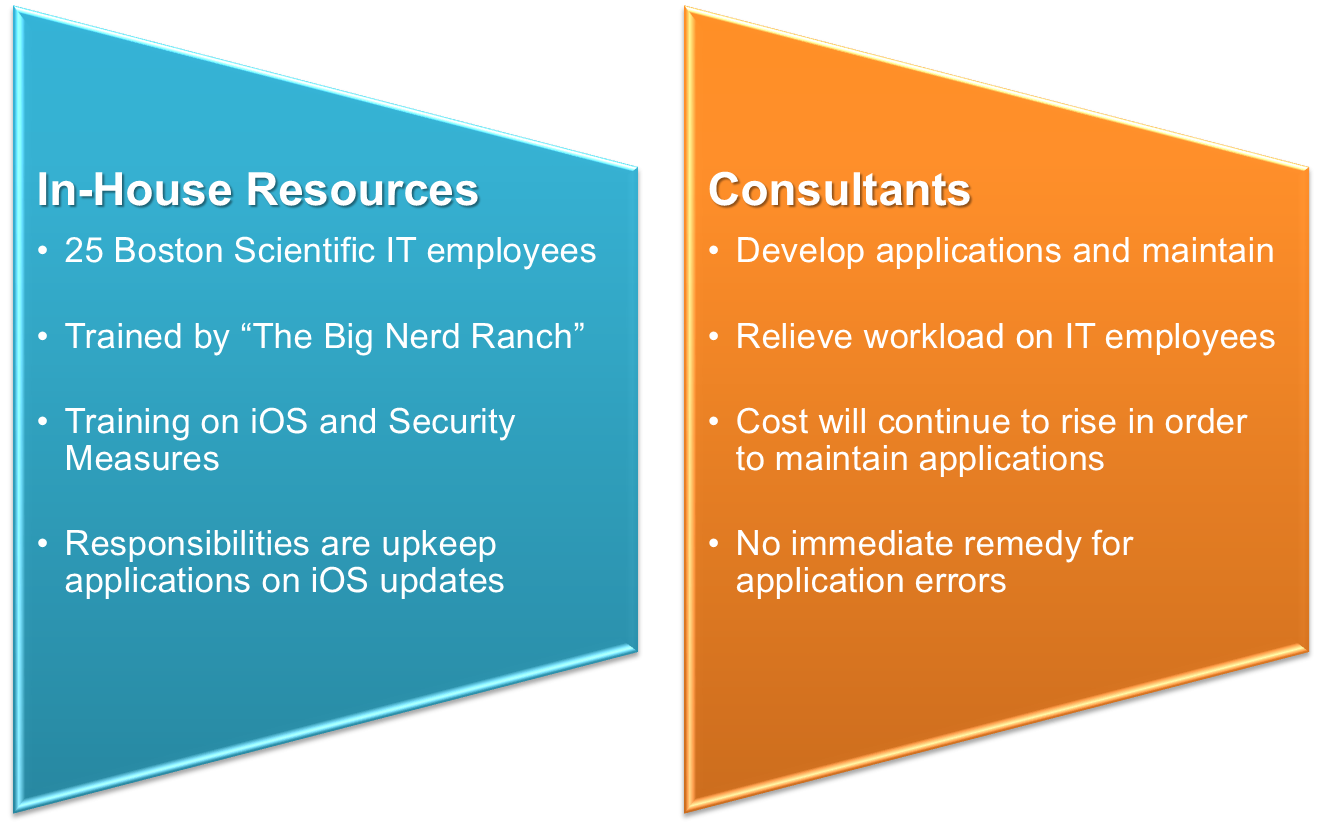 In-House Resources
• 25 Boston Scientific IT employees
• Trained by “The Big Nerd Ranch”
• Training on iOS and Security
Measures
• Responsibilities are upkeep
applications on iOS updates
Consultants
• Develop applications and maintain
• Relieve workload on IT employees
• Cost will continue to rise in order
to maintain applications
• No immediate remedy for
application errors